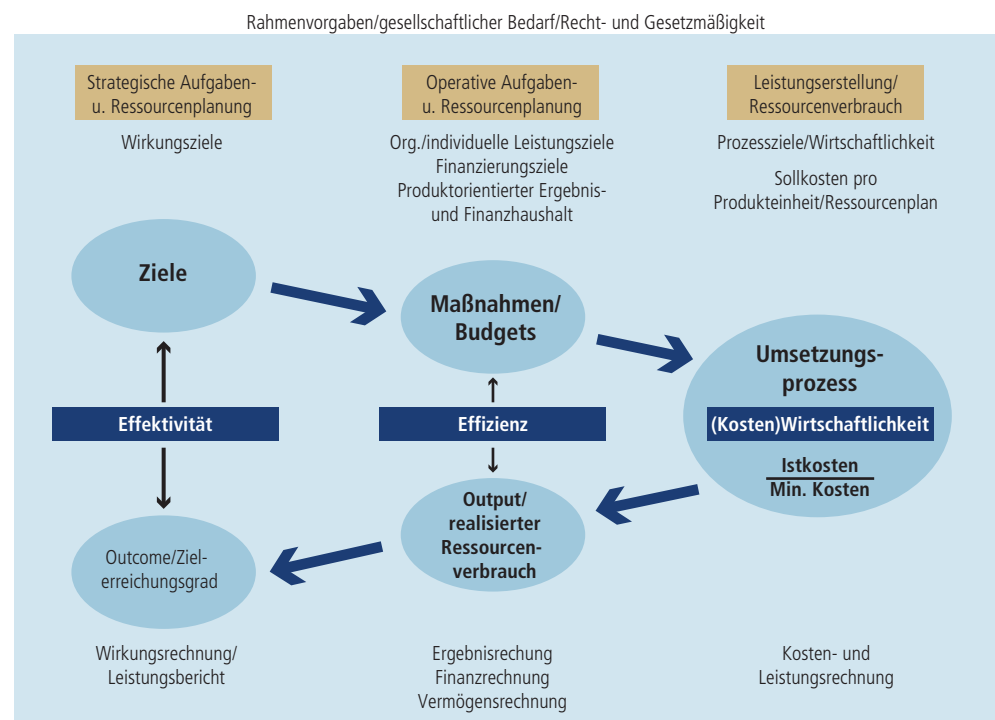 Rahmenvorgaben/gesellschaftlicher Bedarf/Recht- und Gesetzmäßigkeit
Strategische Aufgaben-
u. Ressourcenplanung
Operative Aufgaben-
u. Ressourcenplanung
Leistungserstellung/
Ressourcenverbrauch
Wirkungsziele
Org./individuelle Leistungsziele
Finanzierungsziele
Produktorientierter Ergebnis-
und Finanzhaushalt
Prozessziele/Wirtschaftlichkeit
Sollkosten pro
Produkteinheit/Ressourcenplan
Ziele
Maßnahmen/
Budgets
Umsetzungs-
prozess
Effektivität
Effizienz
(Kosten)Wirtschaftlichkeit
Istkosten
Min. Kosten
Output/
realisierter
Ressourcen-
verbrauch
Outcome/Ziel-
erreichungsgrad
Wirkungsrechnung/
Leistungsbericht
Ergebnisrechung
Finanzrechnung
Vermögensrechnung
Kosten- und
Leistungsrechnung